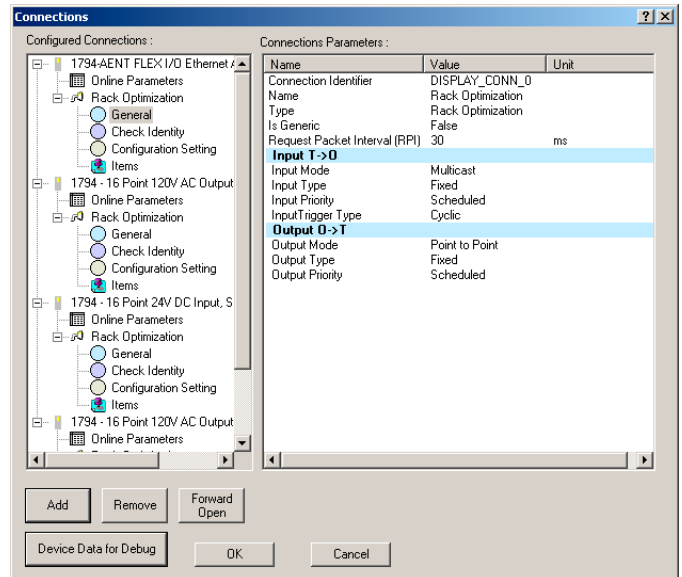 Connections
Configured Connections :
1794-AENT FLEX I/O Ethernet
Online Parameters
Rack Optimization
General
Check Identity
Configuration Setting
Items
1794 - 16 Point 120V AC Output
Online Parameters
Rack Optimization
General
Check Identity
Configuration Setting
Items
1794 - 16 Point 24V DC Input, S
Online Parameters
Rack Optimization
General
Check Identity
Configuration Setting
Items
1794 - 16 Point 120V AC Output
Online Parameters
Connections Parameters :
Name Value Unit
Connection Identifier DISPLAY_CONN_0
Name Rack Optimization
Type Rack Optimization
Is Generic False
Request Packet Interval (RPI) 30 ms
Input T->O
Input Mode Multicast
Input Type Fixed
Input Priority Scheduled
InputTrigger Type Cyclic
Output O->T
Output Mode Point to Point
Output Type Fixed
Output Priority Scheduled
Add
Remove
Forward
Open
Device Data for Debug
OK
Cancel